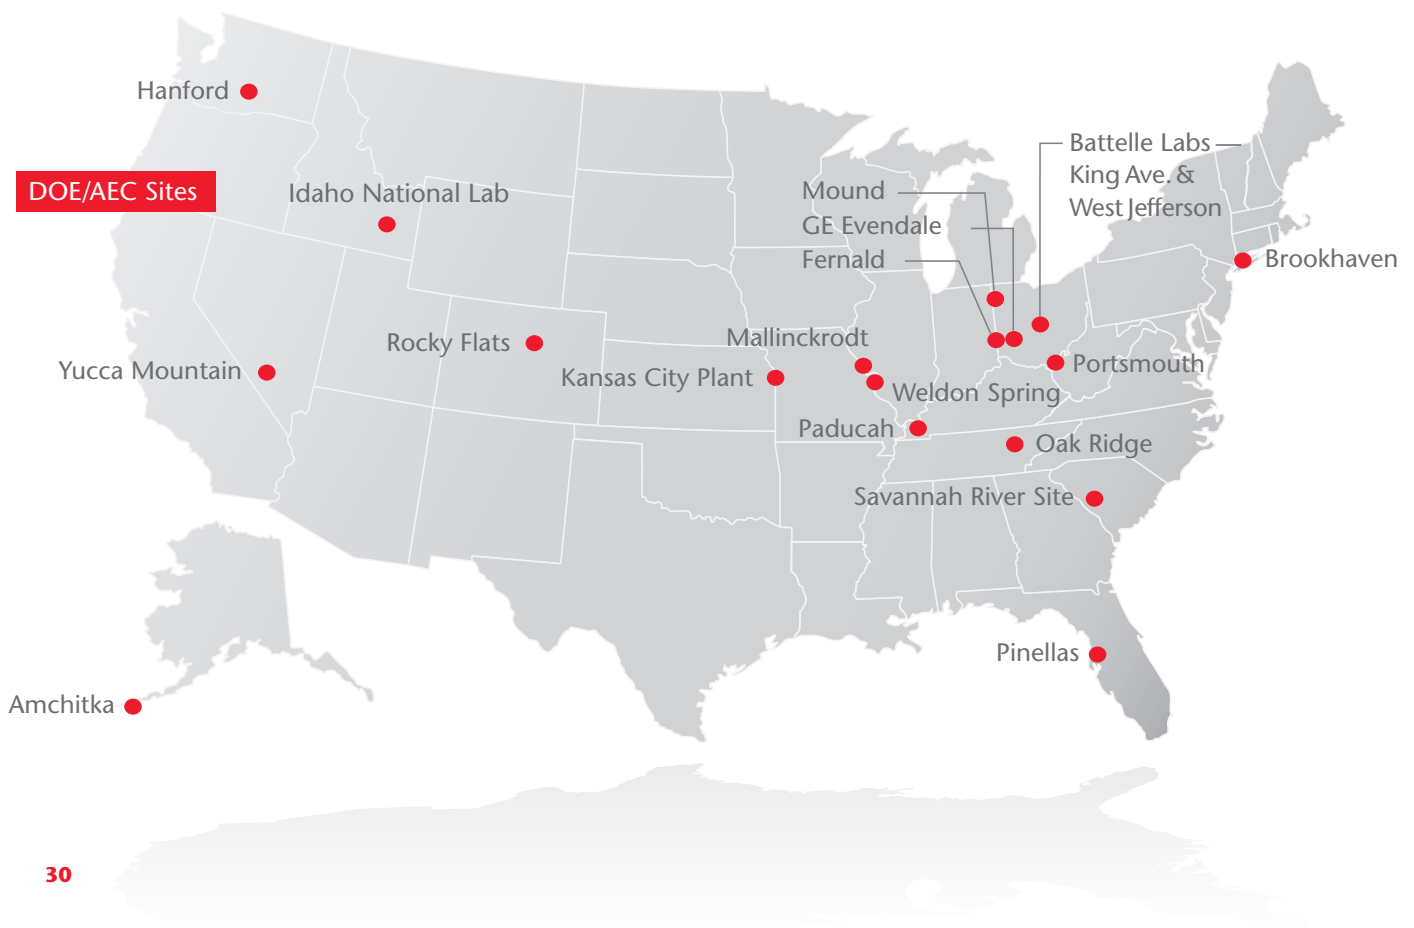 Hanford
DOE/AEC Sites
Idaho National Lab
Battelle Labs
King Ave. &
West Jefferson
Mound
GE Evendale
Fernald
Brookhaven
Rocky Flats
Mallinckrodt
Yucca Mountain
Kansas City Plant
Portsmouth
Weldon Spring
Paducah
Oak Ridge
Savannah River Site
Pinellas
Amchitka
30